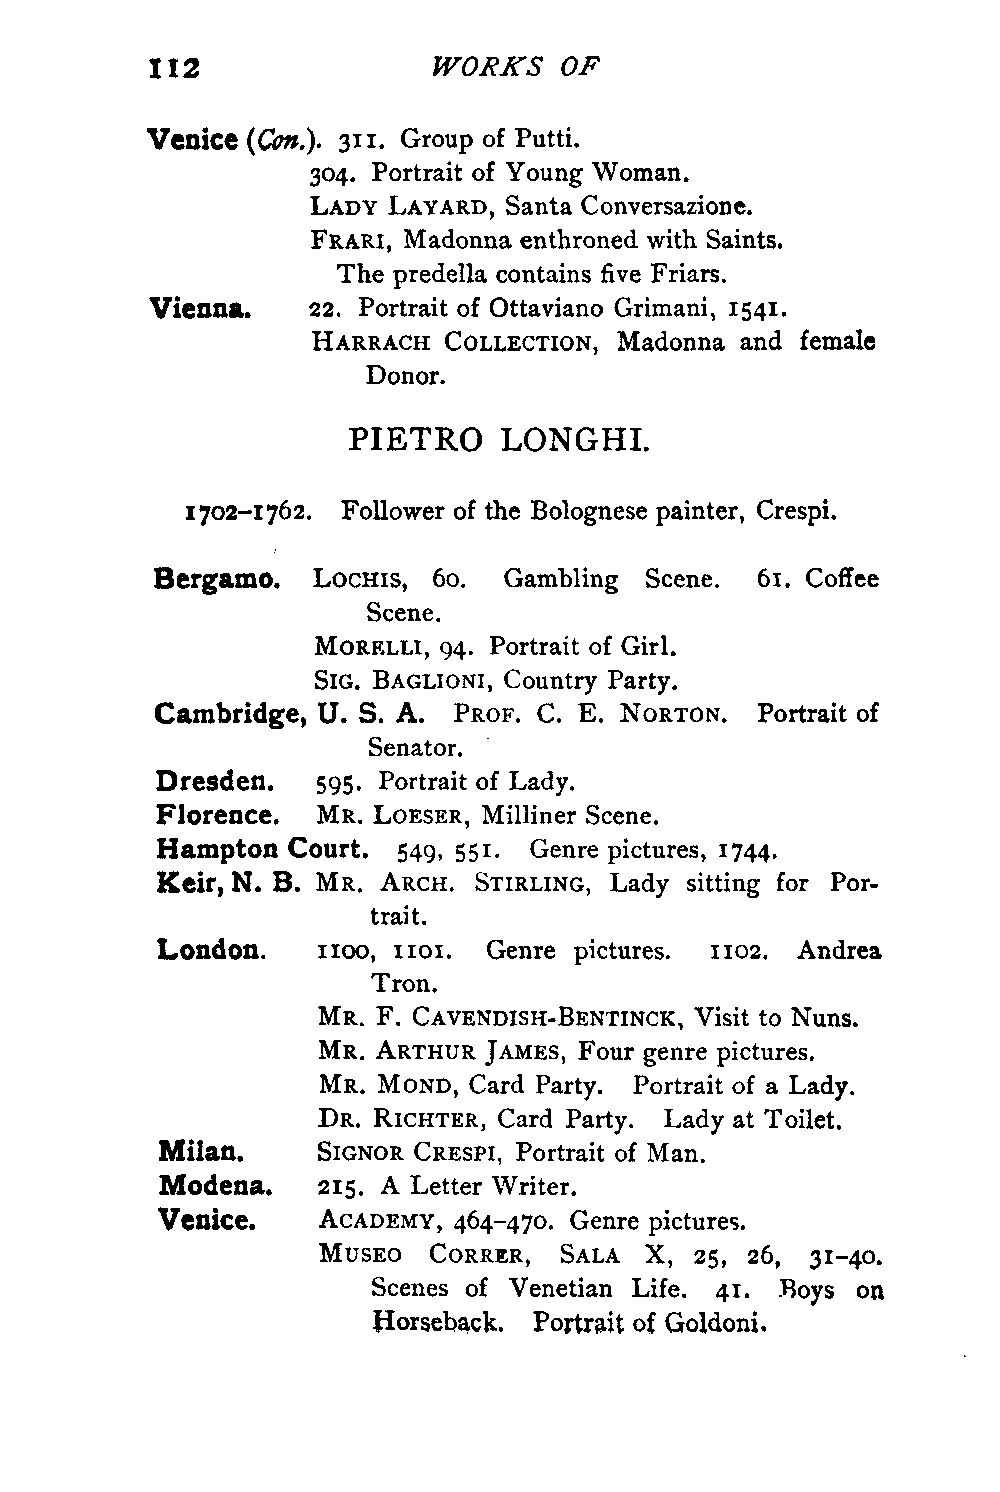 112 WORKS OF
Venice (Con.). 311. Group of Putti.
304. Portrait of Young Woman.
LADY LAYARD, Santa Conversazione.
FRARI, Madonna enthroned with Saints.
The predella contains five Friars.
Vienna. 22. Portrait of Ottaviano Grimani, 1541.
HARRACH COLLECTION, Madonna and female
Donor.
PIETRO LONGHI.
1702–1762. Follower of the Bolognese painter, Crespi.
Bergamo. LOCHIS, 60. Gambling Scene. 61. Coffee
Scene.
MORELLI, 94. Portrait of Girl.
SIG. BAGLIONI, Country Party.
Cambridge, U. S. A. PROF. C. E. NORTON. Portrait of
Senator.
Dresden. 595. Portrait of Lady.
Florence. MR. LOESER, Milliner Scene.
Hampton Court. 549, 551. Genre pictures, 1744.
Keir, N. B. MR. ARCH. STIRLING, Lady sitting for Por-
trait.
London. 1100, 1101. Genre pictures. 1102. Andrea
Tron.
MR. F. CAVENDISH-BENTINCK, Visit to Nuns.
MR. ARTHUR JAMES, Four genre pictures.
MR. MOND, Card Party. Portrait of a Lady.
DR. RICHTER, Card Party. Lady at Toilet.
Milan. SIGNOR CRESPI, Portrait of Man.
Modena. 215. A Letter Writer.
Venice. ACADEMY, 464–470. Genre pictures.
MUSEO CORRER, SALA X, 25, 26, 31–40.
Scenes of Venetian Life. 41. Boys on
Horseback. Portrait of Goldoni.